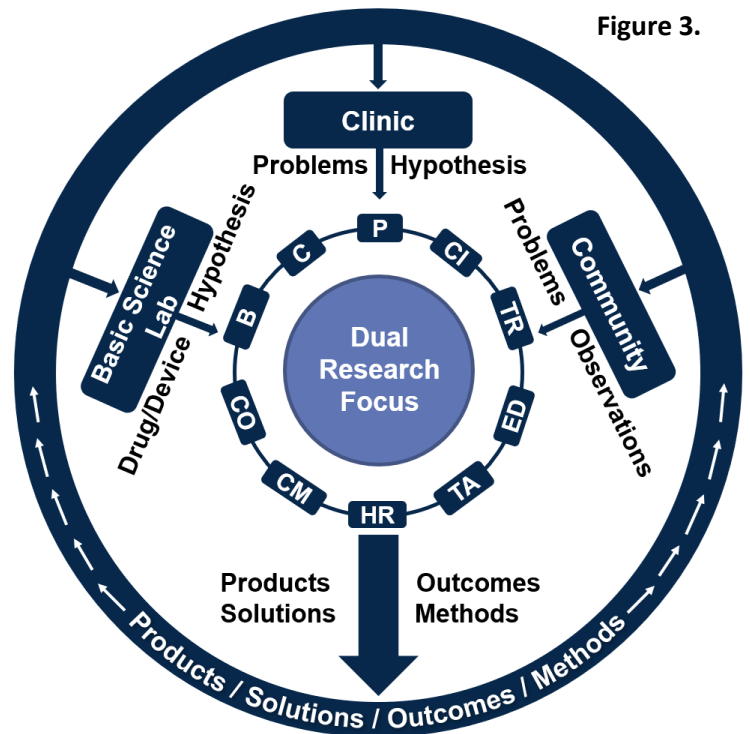 Figure 3.
Clinic
Problems
Hypothesis
Basic Science
Lab
Hypothesis
Drug/Device
Problems
Observations
Community
P
CI
TR
ED
TA
HR
CM
CO
B
C
Dual
Research
Focus
Products
Solutions
Outcomes
Methods
Products / Solutions / Outcomes / Methods